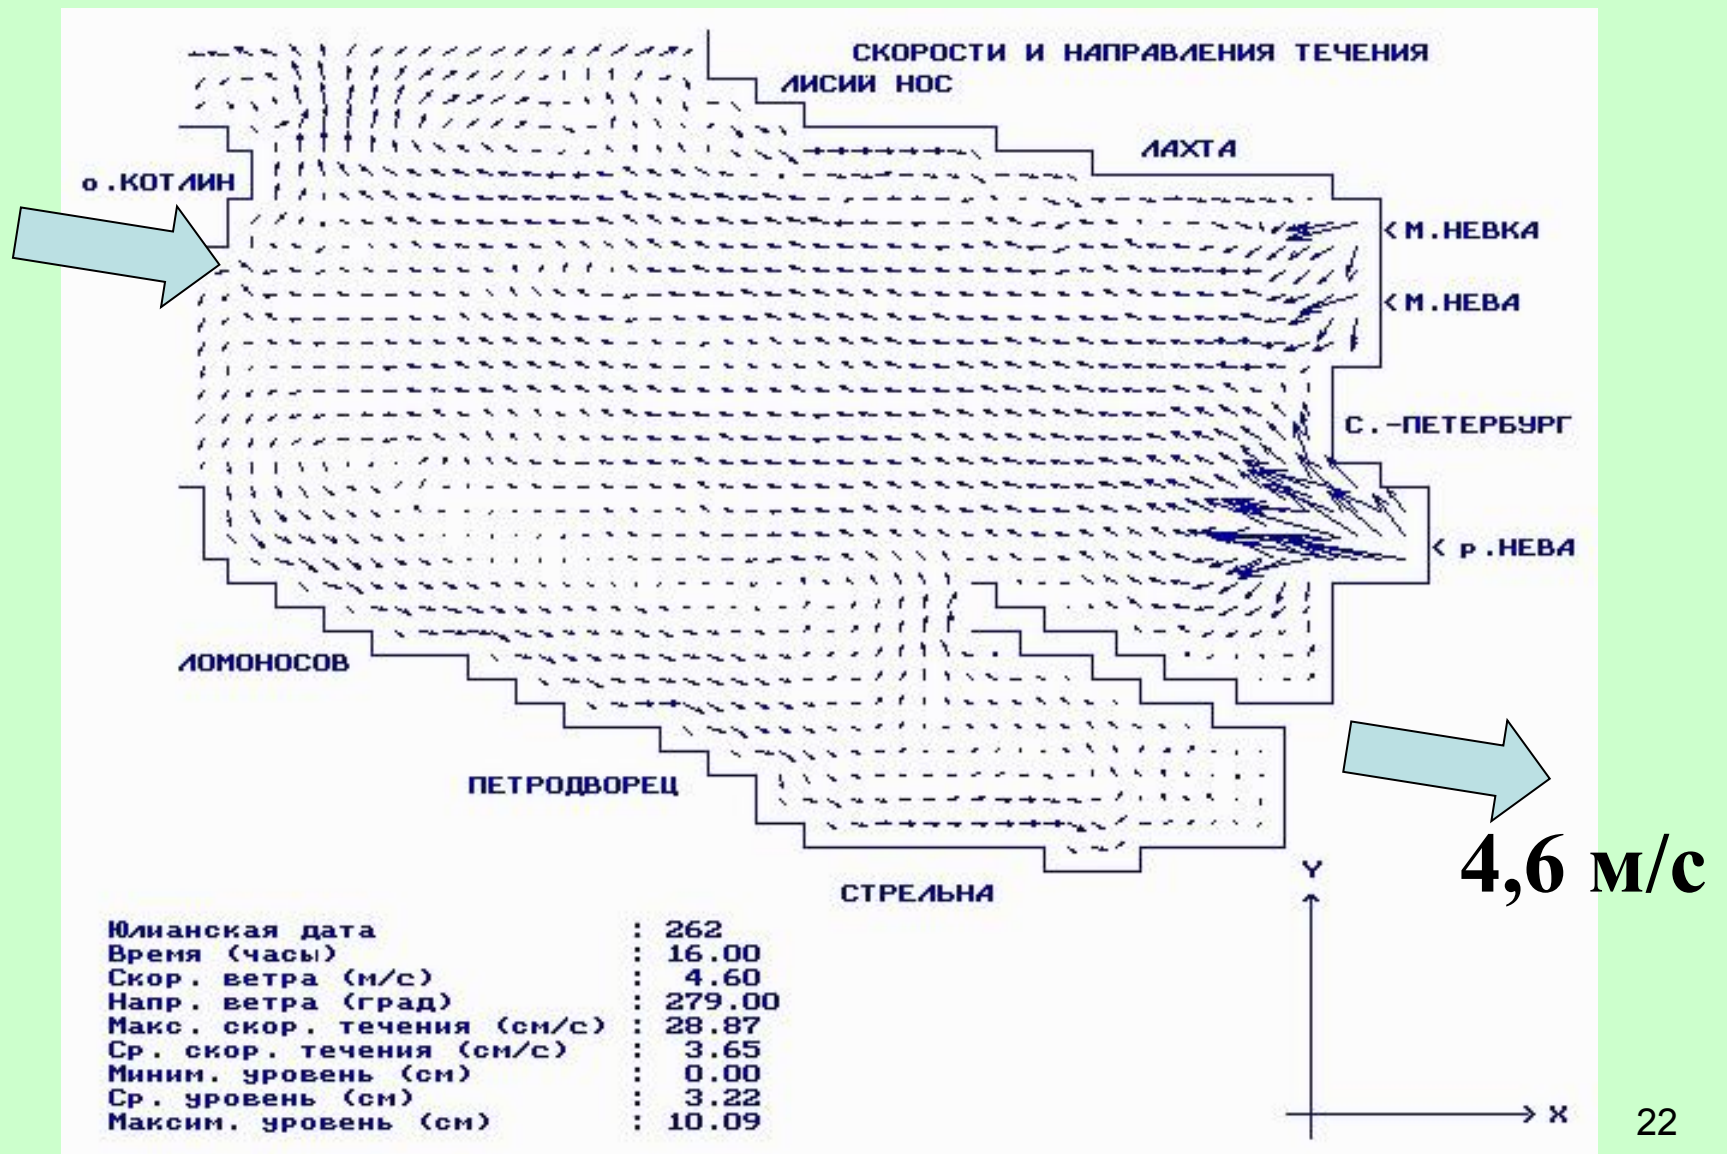 СКОРОСТИ И НАПРАВЛЕНИЯ ТЕЧЕНИЯ
ЛИСИЙ НОС
ЛАХТА
о.КОТЛИН
<М.НЕВКА
<М.НЕВА
С.-ПЕТЕРБУРГ
< р.НЕВА
ЛОМОНОСОВ
ПЕТРОДВОРЕЦ
4,6 м/с
Y
СТРЕЛЬНА
Юлианская дата : 262
Время (часы) : 16.00
Скор. ветра (м/с) : 4.60
Напр. ветра (град) : 279.00
Макс. скор. течения (см/с) : 28.87
Ср. скор. течения (см/с) : 3.65
Миним. уровень (см) : 0.00
Ср. уровень (см) : 3.22
Максим. уровень (см) : 10.09
X
22